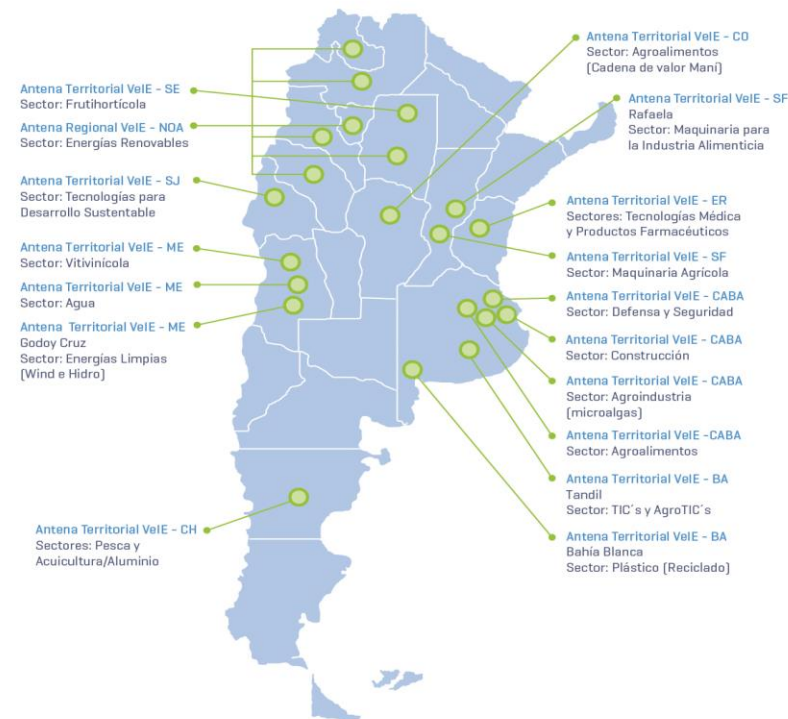 Antena Territorial VeIE - SE
Sector: Frutihortícola
Antena Regional VeIE - NOA
Sector: Energías Renovables
Antena Territorial VeIE - SJ
Sector: Tecnologías para
Desarrollo Sustentable
Antena Territorial VeIE - ME
Sector: Vitivinícola
Antena Territorial VeIE - ME
Sector: Agua
Antena Territorial VeIE - ME
Godoy Cruz
Sector: Energías Limpias
(Wind e Hidro)
Antena Territorial VeIE - CH
Sectores: Pesca y
Acuicultura/Aluminio
Antena Territorial VeIE - CO
Sector: Agroalimentos
(Cadena de valor Maní)
Antena Territorial VeIE - SF
Rafaela
Sector: Maquinaria para
la Industria Alimenticia
Antena Territorial VeIE - ER
Sectores: Tecnologías Médica
y Productos Farmacéuticos
Antena Territorial VeIE - SF
Sector: Maquinaria Agrícola
Antena Territorial VeIE - CABA
Sector: Defensa y Seguridad
Antena Territorial VeIE - CABA
Sector: Construcción
Antena Territorial VeIE - CABA
Sector: Agroindustria
(microalgas)
Antena Territorial VeIE -CABA
Sector: Agroalimentos
Antena Territorial VeIE - BA
Tandil
Sector: TIC´s y AgroTIC´s
Antena Territorial VeIE - BA
Bahía Blanca
Sector: Plástico (Reciclado)